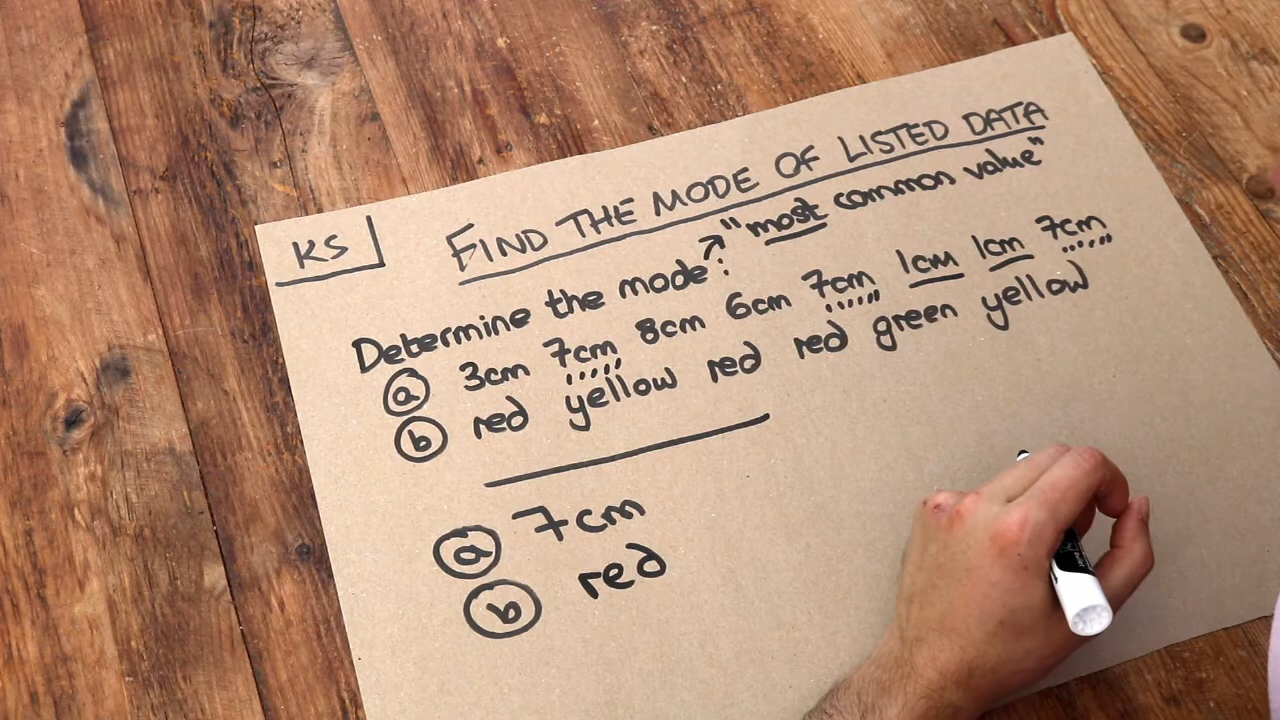 KS
FIND THE MODE OF LISTED DATA
Determine the mode: "most common value"
a 3cm 7cm 8cm 6cm 7cm 1cm 1cm 7cm
b red yellow red red green yellow
a 7cm
b red